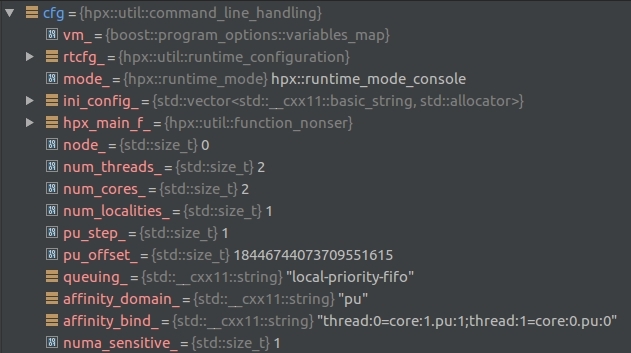 cfg = {hpx::util::command_line_handling}
vm_ = {boost::program_options::variables_map}
rtcfg_ = {hpx::util::runtime_configuration}
mode_ = {hpx::runtime_mode} hpx::runtime_mode_console
ini_config_ = {std::vector<std::__cxx11::basic_string, std::allocator>}
hpx_main_f_ = {hpx::util::function_nonser}
node_ = {std::size_t} 0
num_threads_ = {std::size_t} 2
num_cores_ = {std::size_t} 2
num_localities_ = {std::size_t} 1
pu_step_ = {std::size_t} 1
pu_offset_ = {std::size_t} 18446744073709551615
queuing_ = {std::__cxx11::string} "local-priority-fifo"
affinity_domain_ = {std::__cxx11::string} "pu"
affinity_bind_ = {std::__cxx11::string} "thread:0=core:1.pu:1;thread:1=core:0.pu:0"
numa_sensitive_ = {std::size_t} 1